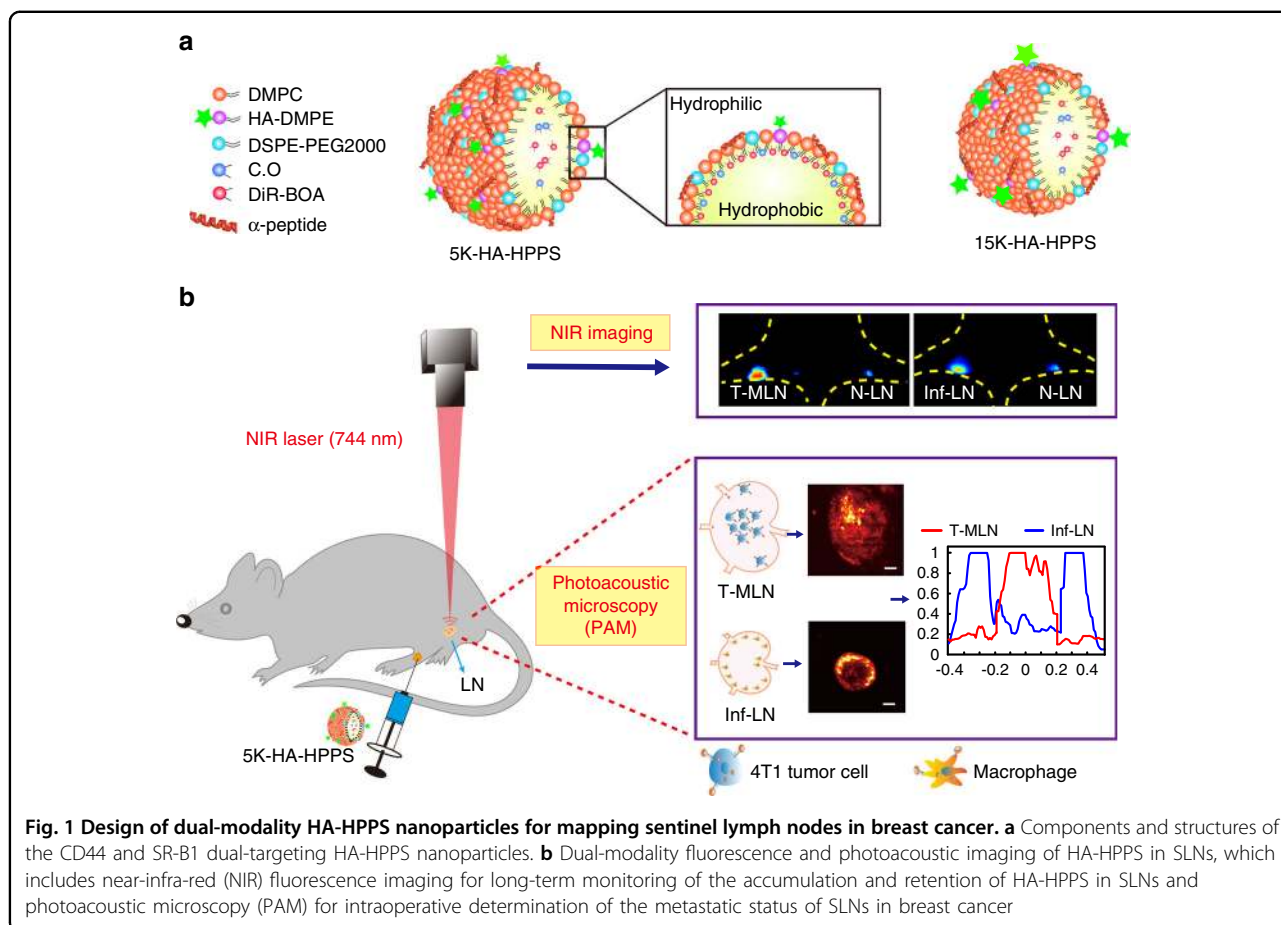 a
DMPC
HA-DMPE
DSPE-PEG2000
C.O
DiR-BOA
α-peptide
5K-HA-HPPS
Hydrophilic
Hydrophobic
15K-HA-HPPS
b
NIR imaging
T-MLN N-LN Inf-LN N-LN
NIR laser (744 nm)
Photoacoustic
microscopy
(PAM)
LN
5K-HA-HPPS
T-MLN
Inf-LN
T-MLN Inf-LN
1
0.8
0.6
0.4
0.2
0
-0.4 -0.2 0 0.2 0.4
4T1 tumor cell Macrophage
Fig. 1 Design of dual-modality HA-HPPS nanoparticles for mapping sentinel lymph nodes in breast cancer. a Components and structures of
the CD44 and SR-B1 dual-targeting HA-HPPS nanoparticles. b Dual-modality fluorescence and photoacoustic imaging of HA-HPPS in SLNs, which
includes near-infra-red (NIR) fluorescence imaging for long-term monitoring of the accumulation and retention of HA-HPPS in SLNs and
photoacoustic microscopy (PAM) for intraoperative determination of the metastatic status of SLNs in breast cancer